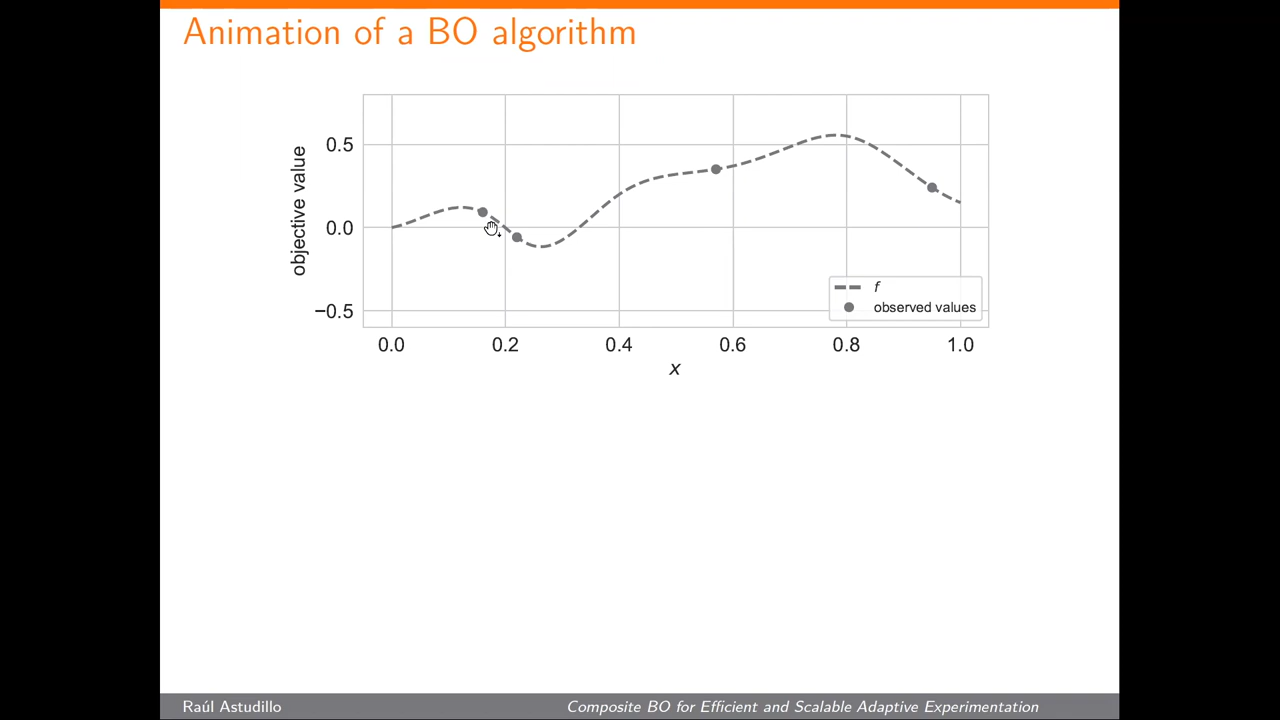 Animation of a BO algorithm
objective value
0.5
0.0
−0.5
f
observed values
0.0 0.2 0.4 0.6 0.8 1.0
x
Raúl Astudillo Composite BO for Efficient and Scalable Adaptive Experimentation